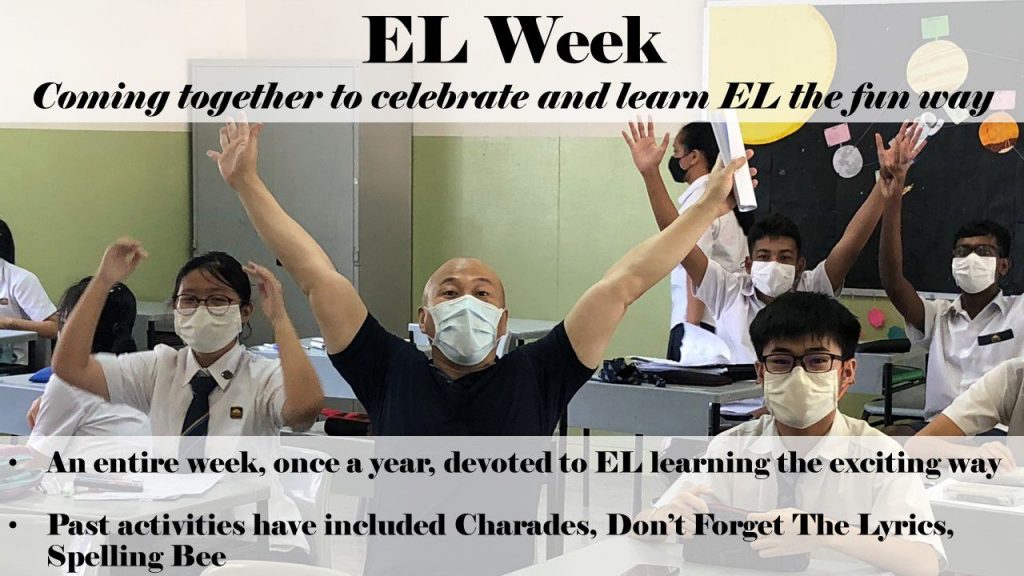 EL Week
Coming together to celebrate and learn EL the fun way
• An entire week, once a year, devoted to EL learning the exciting way
• Past activities have included Charades, Don't Forget The Lyrics,
Spelling Bee